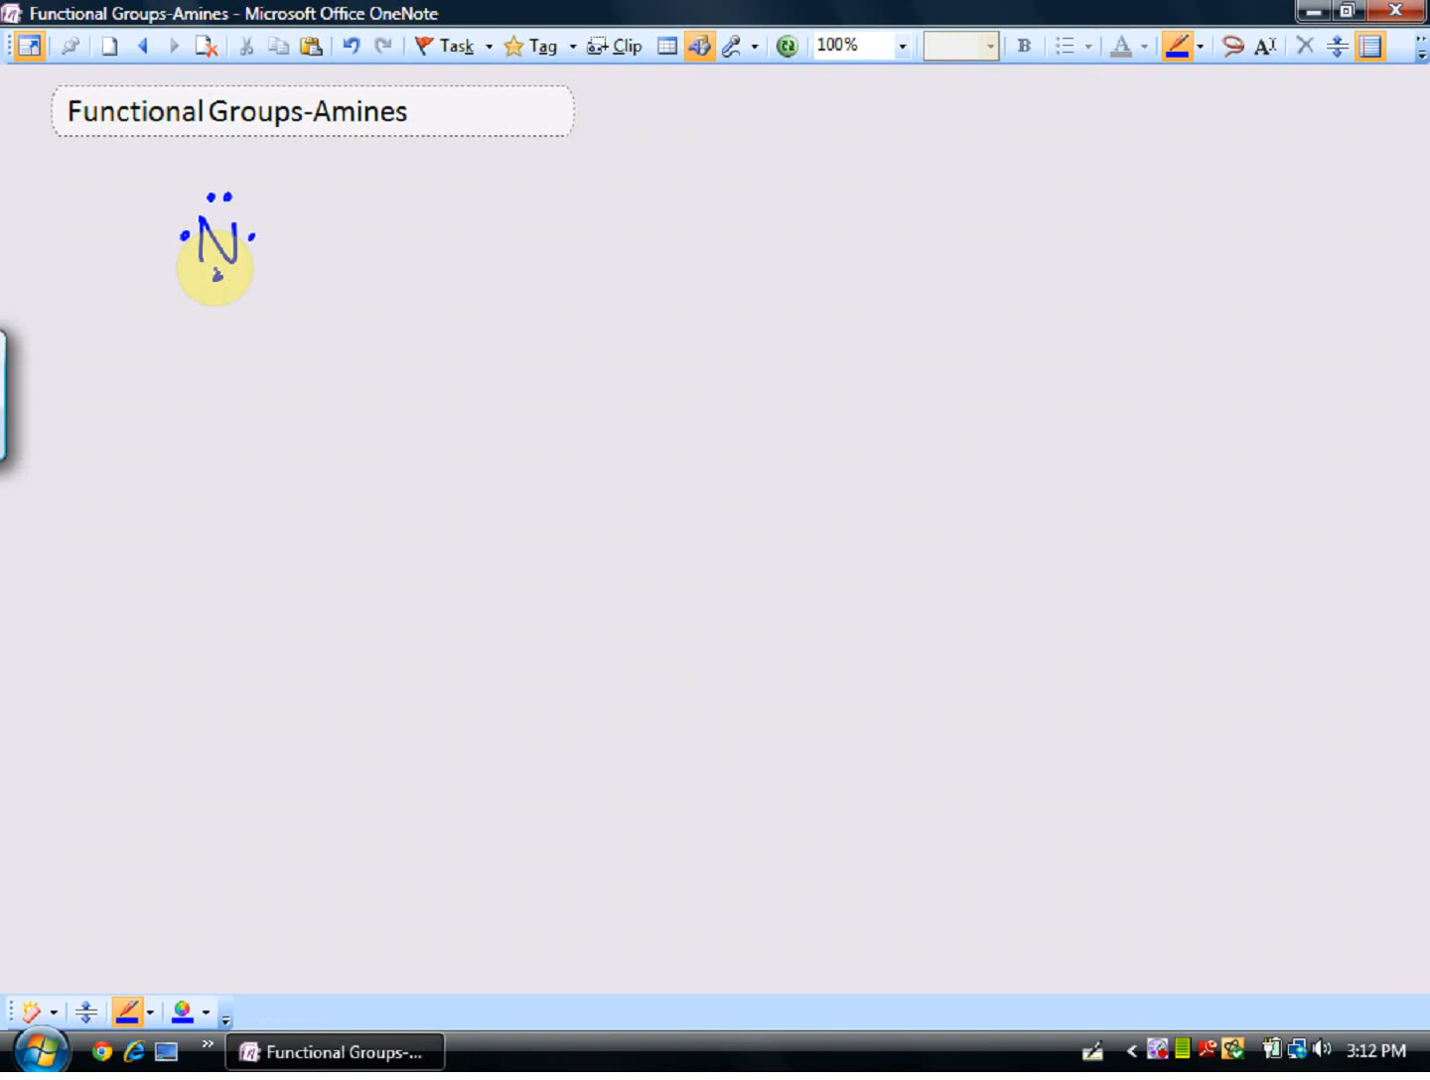 Functional Groups-Amines - Microsoft Office OneNote
Task Tag Clip 100% B A A
Functional Groups-Amines
N
Functional Groups-... 3:12 PM